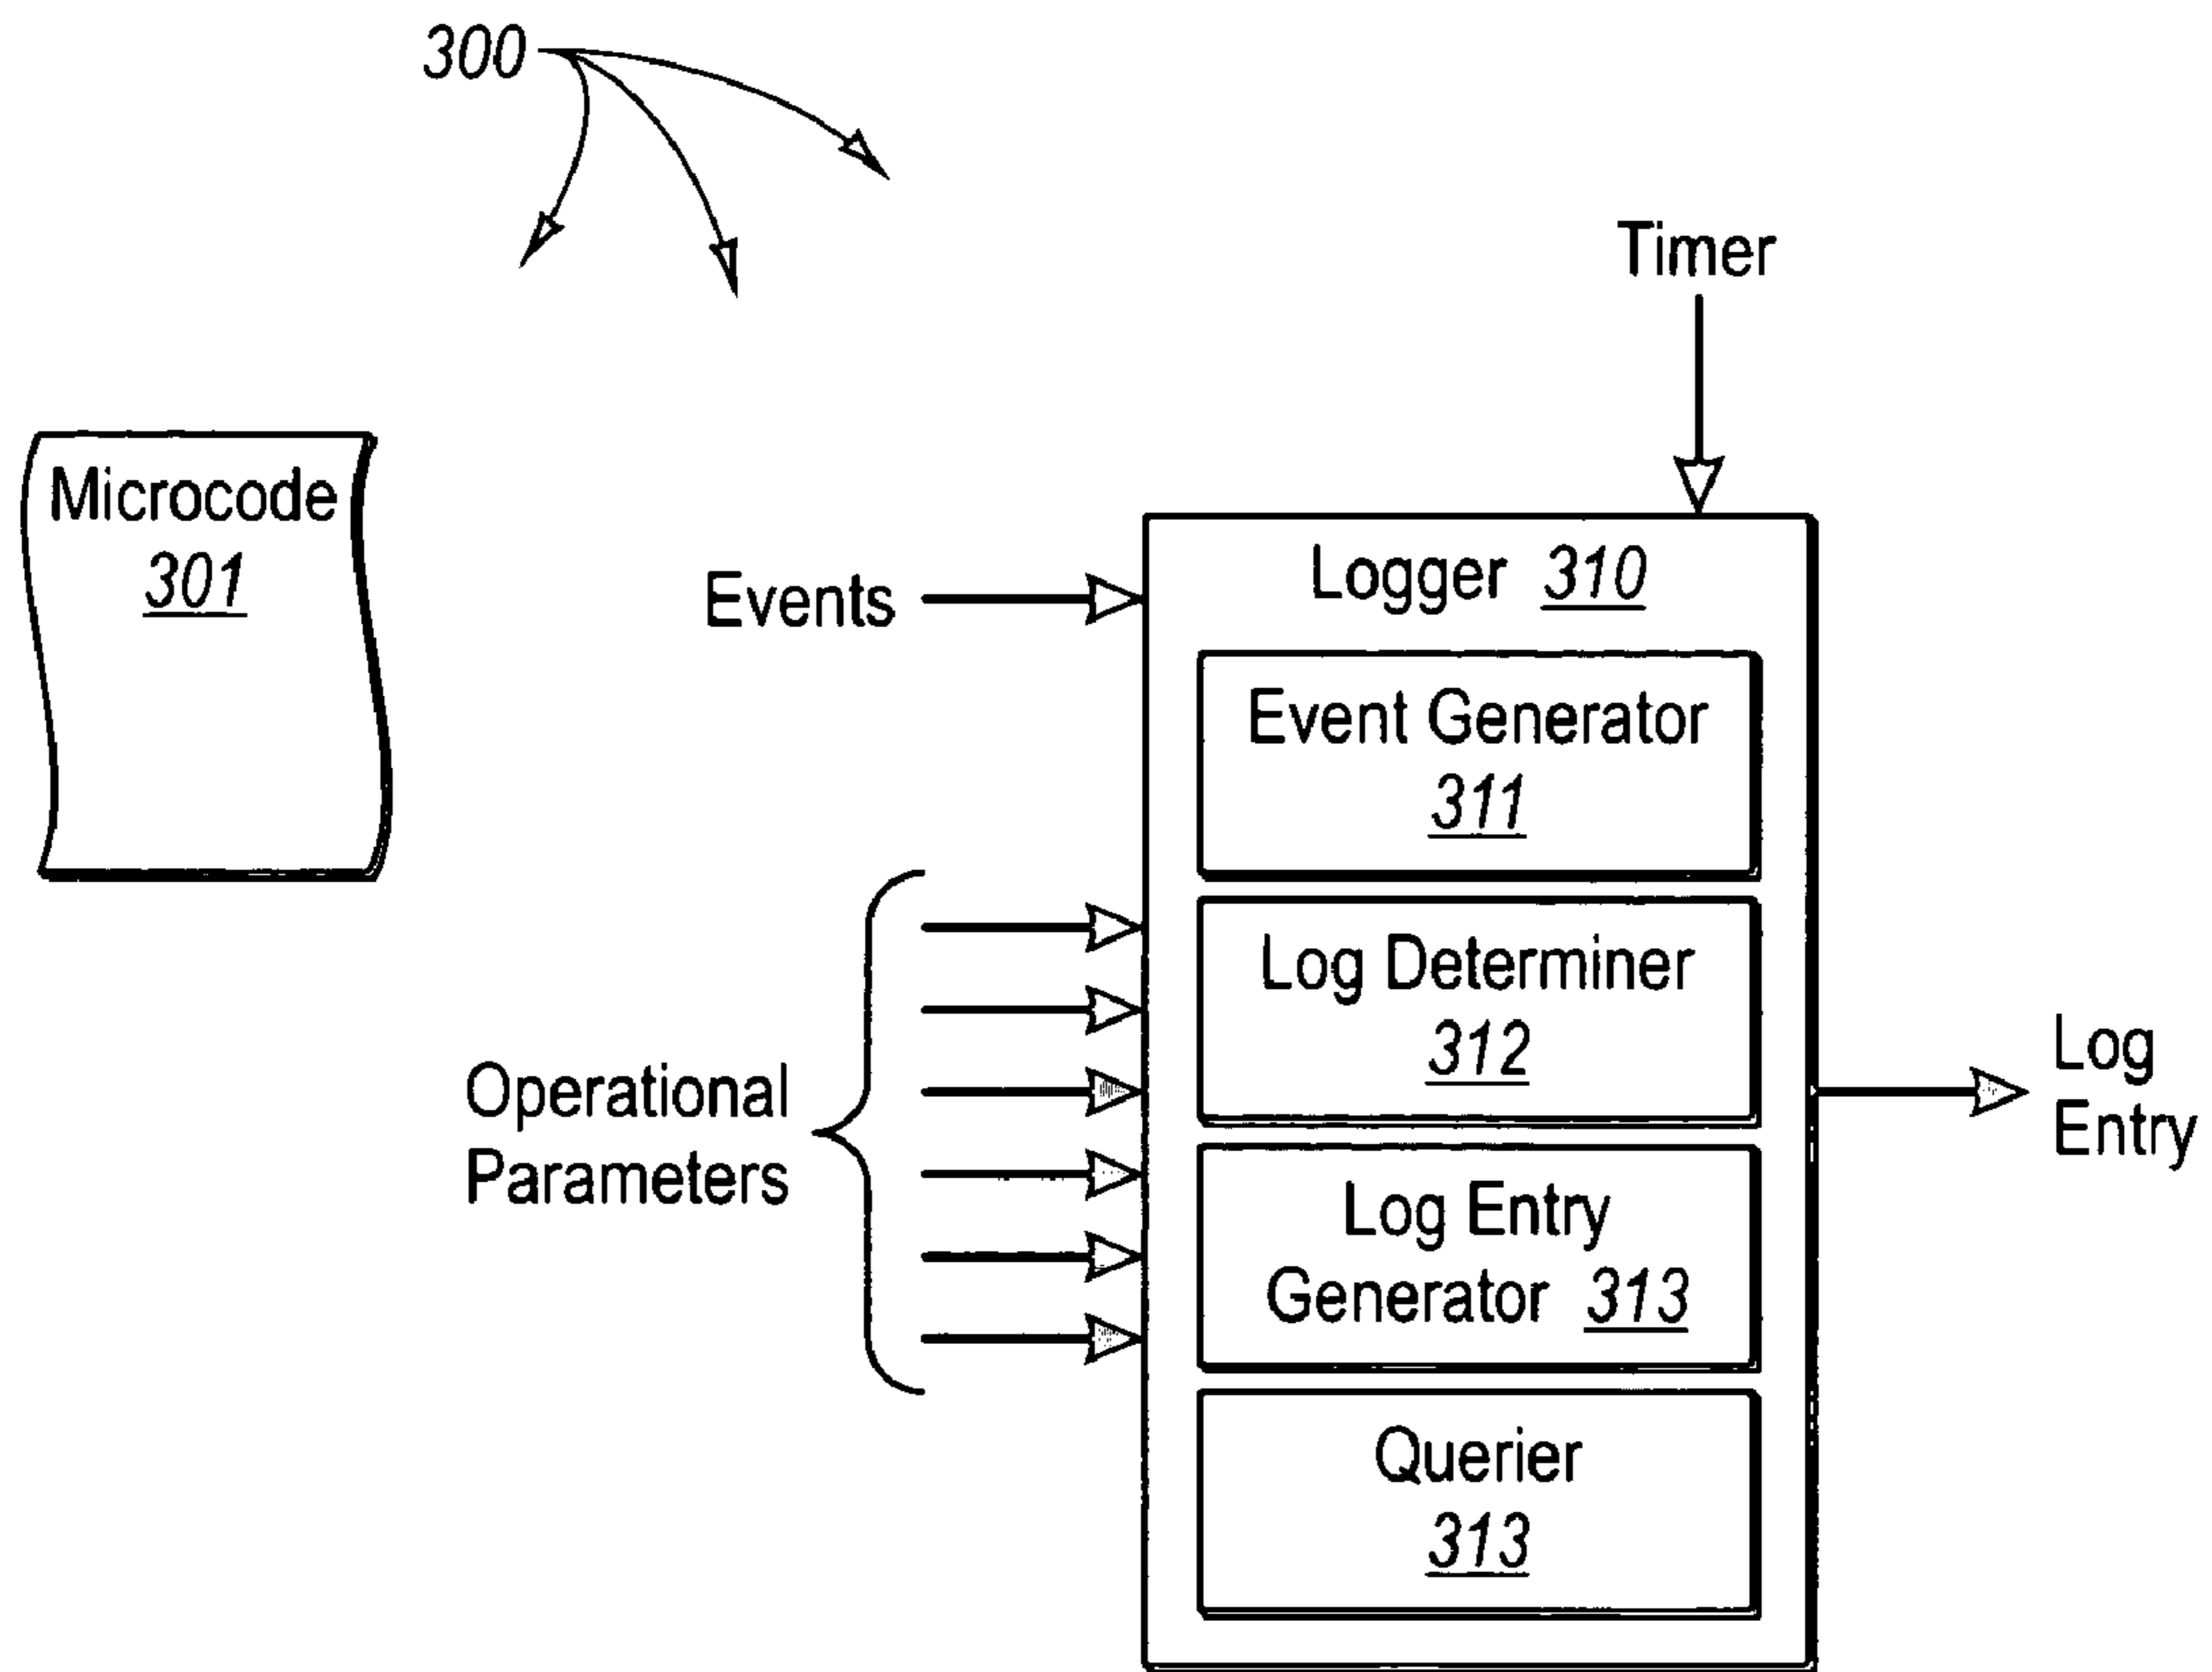 300
Timer
Microcode
301
Events
Logger 310
Event Generator
311
Log Determiner
312
Operational
Parameters
Log
Entry
Log Entry
Generator 313
Querier
313